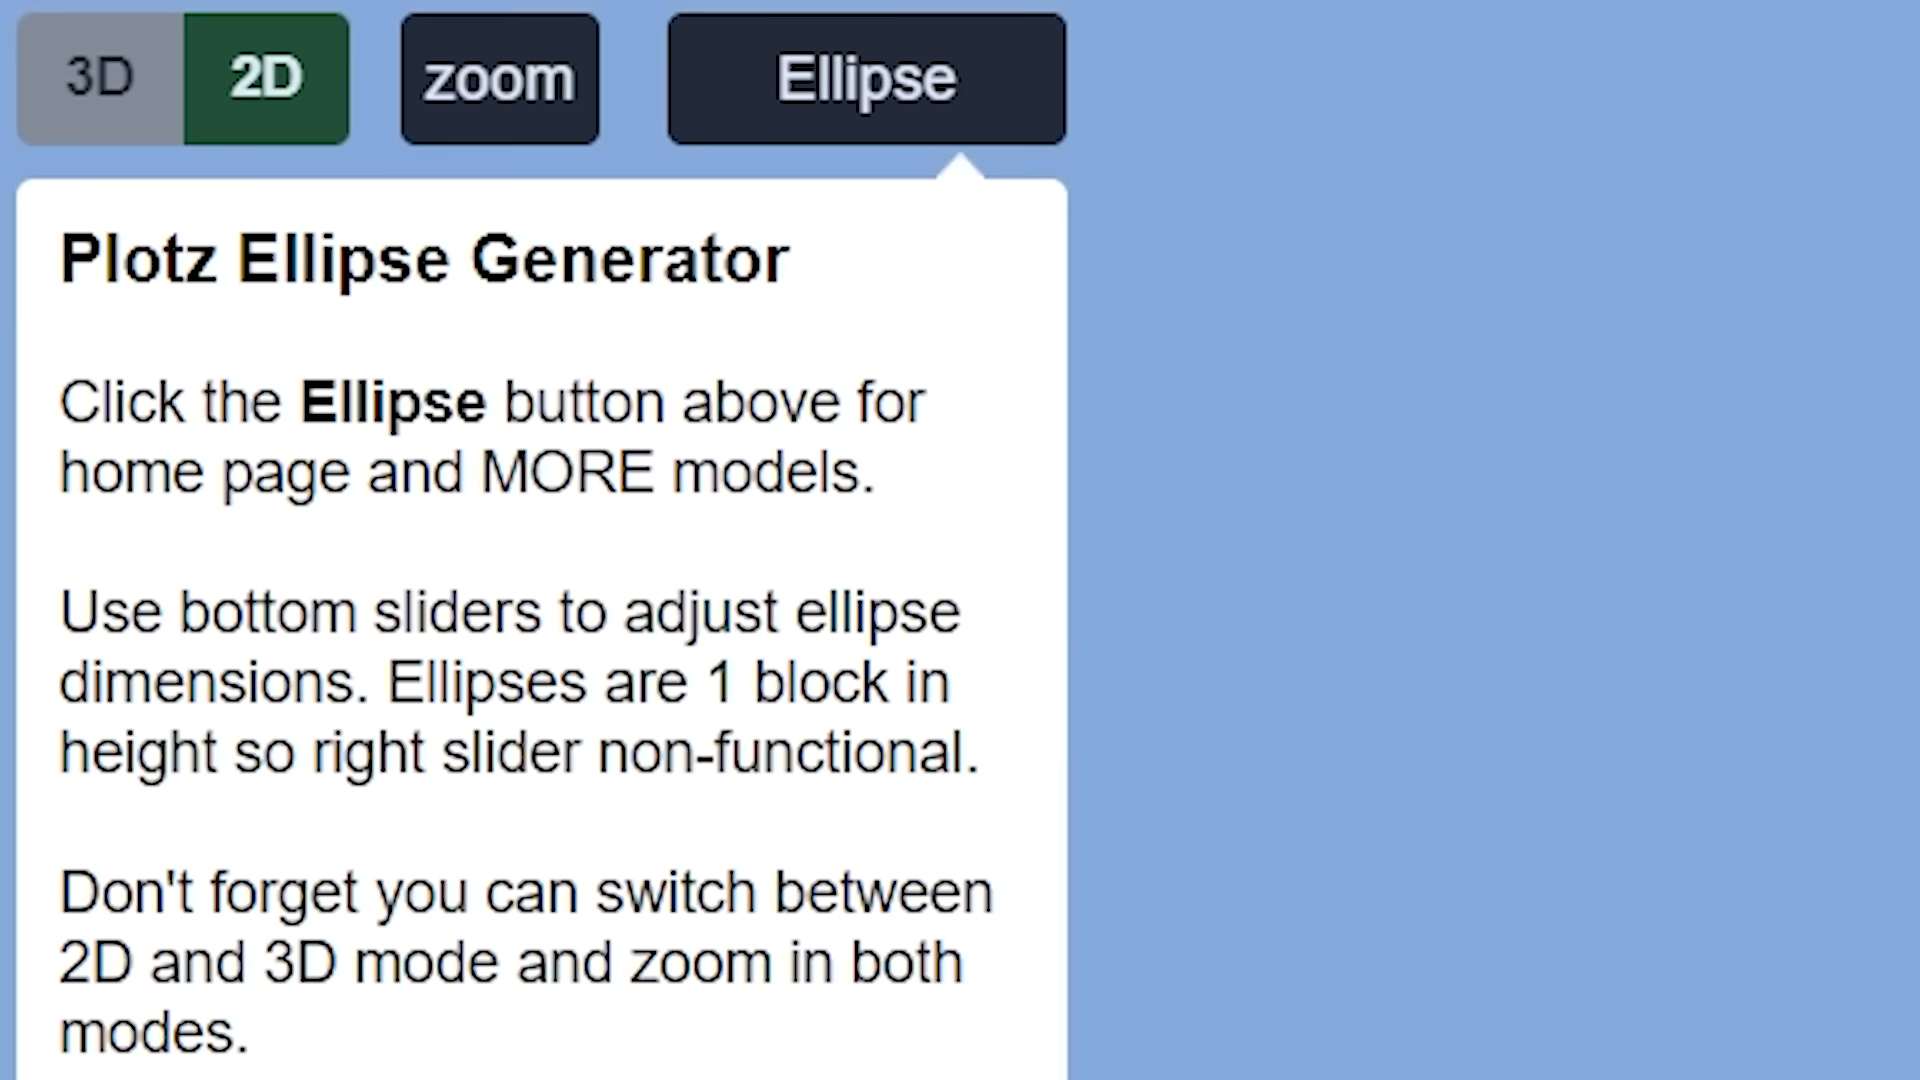 3D 2D zoom Ellipse
Plotz Ellipse Generator
Click the Ellipse button above for
home page and MORE models.
Use bottom sliders to adjust ellipse
dimensions. Ellipses are 1 block in
height so right slider non-functional.
Don't forget you can switch between
2D and 3D mode and zoom in both
modes.